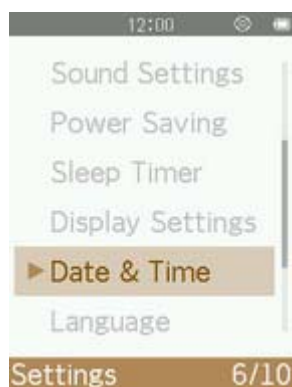 12:00
Sound Settings
Power Saving
Sleep Timer
Display Settings
Date & Time
Language
Settings 6/10